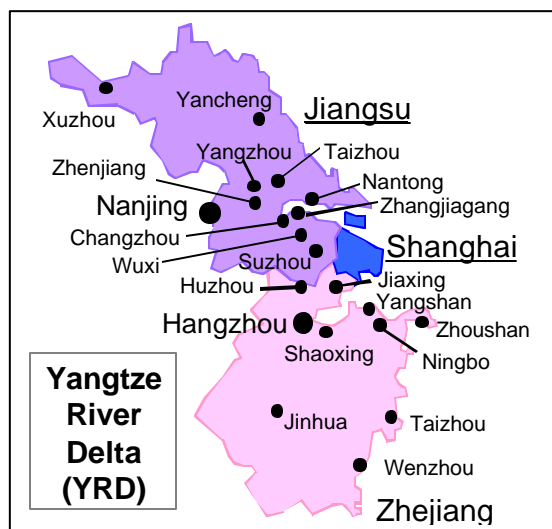 Xuzhou
Yancheng
Jiangsu
Yangzhou
Taizhou
Zhenjiang
Nantong
Nanjing
Zhangjiagang
Changzhou
Shanghai
Wuxi
Suzhou
Huzhou
Jiaxing
Yangshan
Hangzhou
Zhoushan
Shaoxing
Ningbo
Yangtze
River
Delta
(YRD)
Jinhua
Taizhou
Wenzhou
Zhejiang